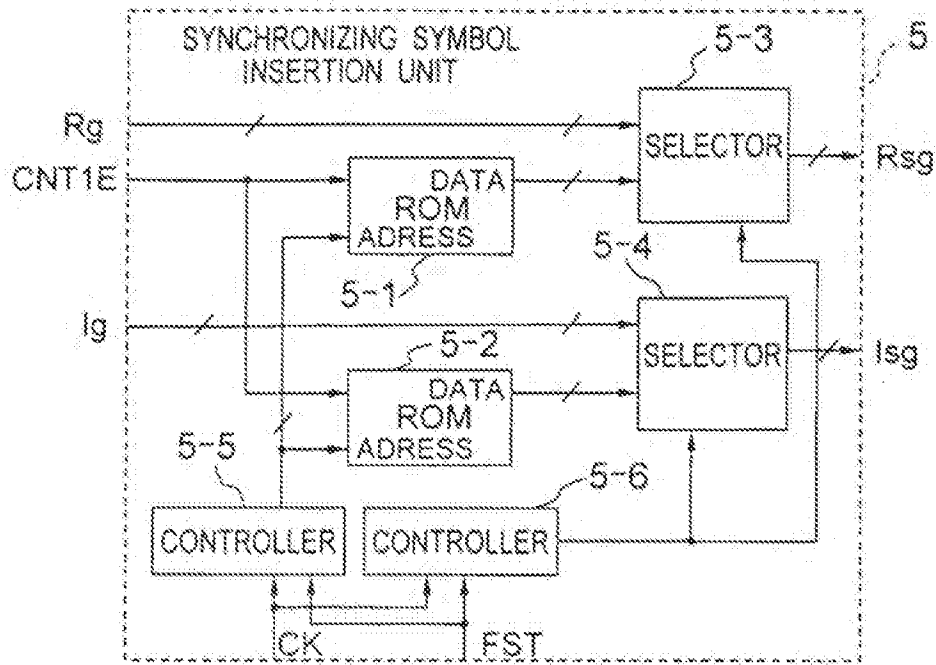 SYNCHRONIZING SYMBOL
INSERTION UNIT
5-3
5
Rg
SELECTOR
Rsg
CNT1E
DATA
ROM
ADRESS
5-1
5-4
Ig
SELECTOR
Isg
5-2
DATA
ROM
ADRESS
5-5
5-6
CONTROLLER
CONTROLLER
CK
FST